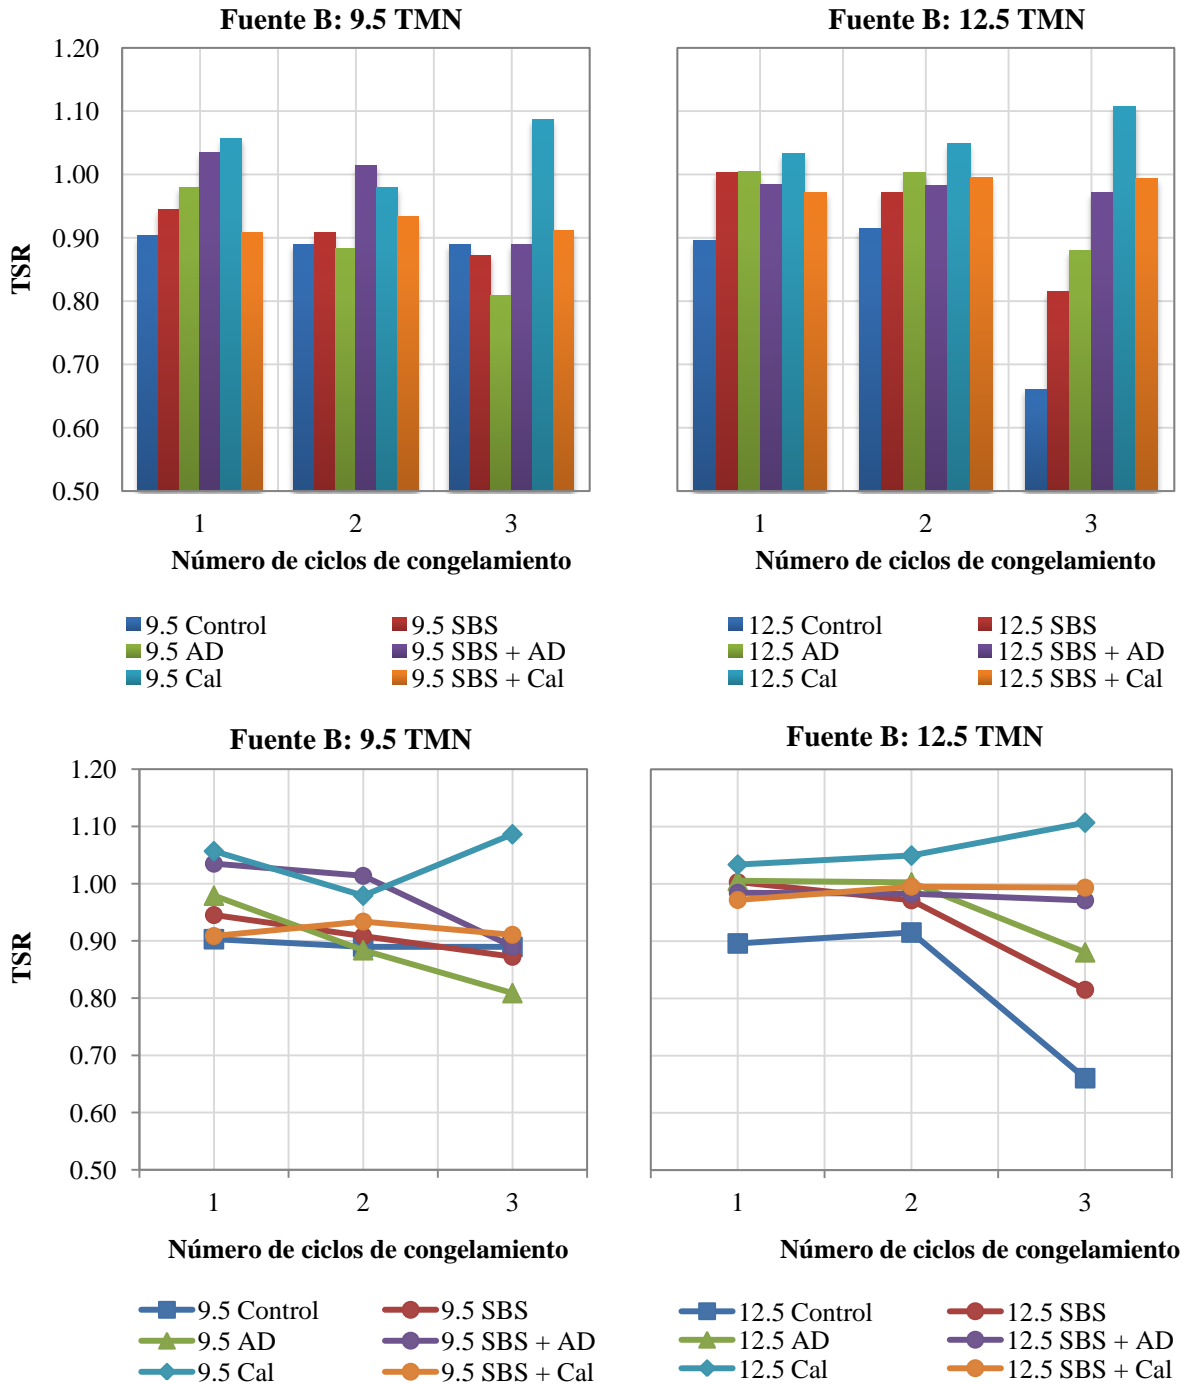 Fuente B: 9.5 TMN
1.20
1.10
1.00
0.90
0.80
0.70
0.60
0.50
TSR
1 2 3
Número de ciclos de congelamiento
9.5 Control 9.5 SBS
9.5 AD 9.5 SBS + AD
9.5 Cal 9.5 SBS + Cal
Fuente B: 12.5 TMN
1 2 3
Número de ciclos de congelamiento
12.5 Control 12.5 SBS
12.5 AD 12.5 SBS + AD
12.5 Cal 12.5 SBS + Cal
Fuente B: 9.5 TMN
1.20
1.10
1.00
0.90
0.80
0.70
0.60
0.50
TSR
1 2 3
Número de ciclos de congelamiento
9.5 Control 9.5 SBS
9.5 AD 9.5 SBS + AD
9.5 Cal 9.5 SBS + Cal
Fuente B: 12.5 TMN
1 2 3
Número de ciclos de congelamiento
12.5 Control 12.5 SBS
12.5 AD 12.5 SBS + AD
12.5 Cal 12.5 SBS + Cal